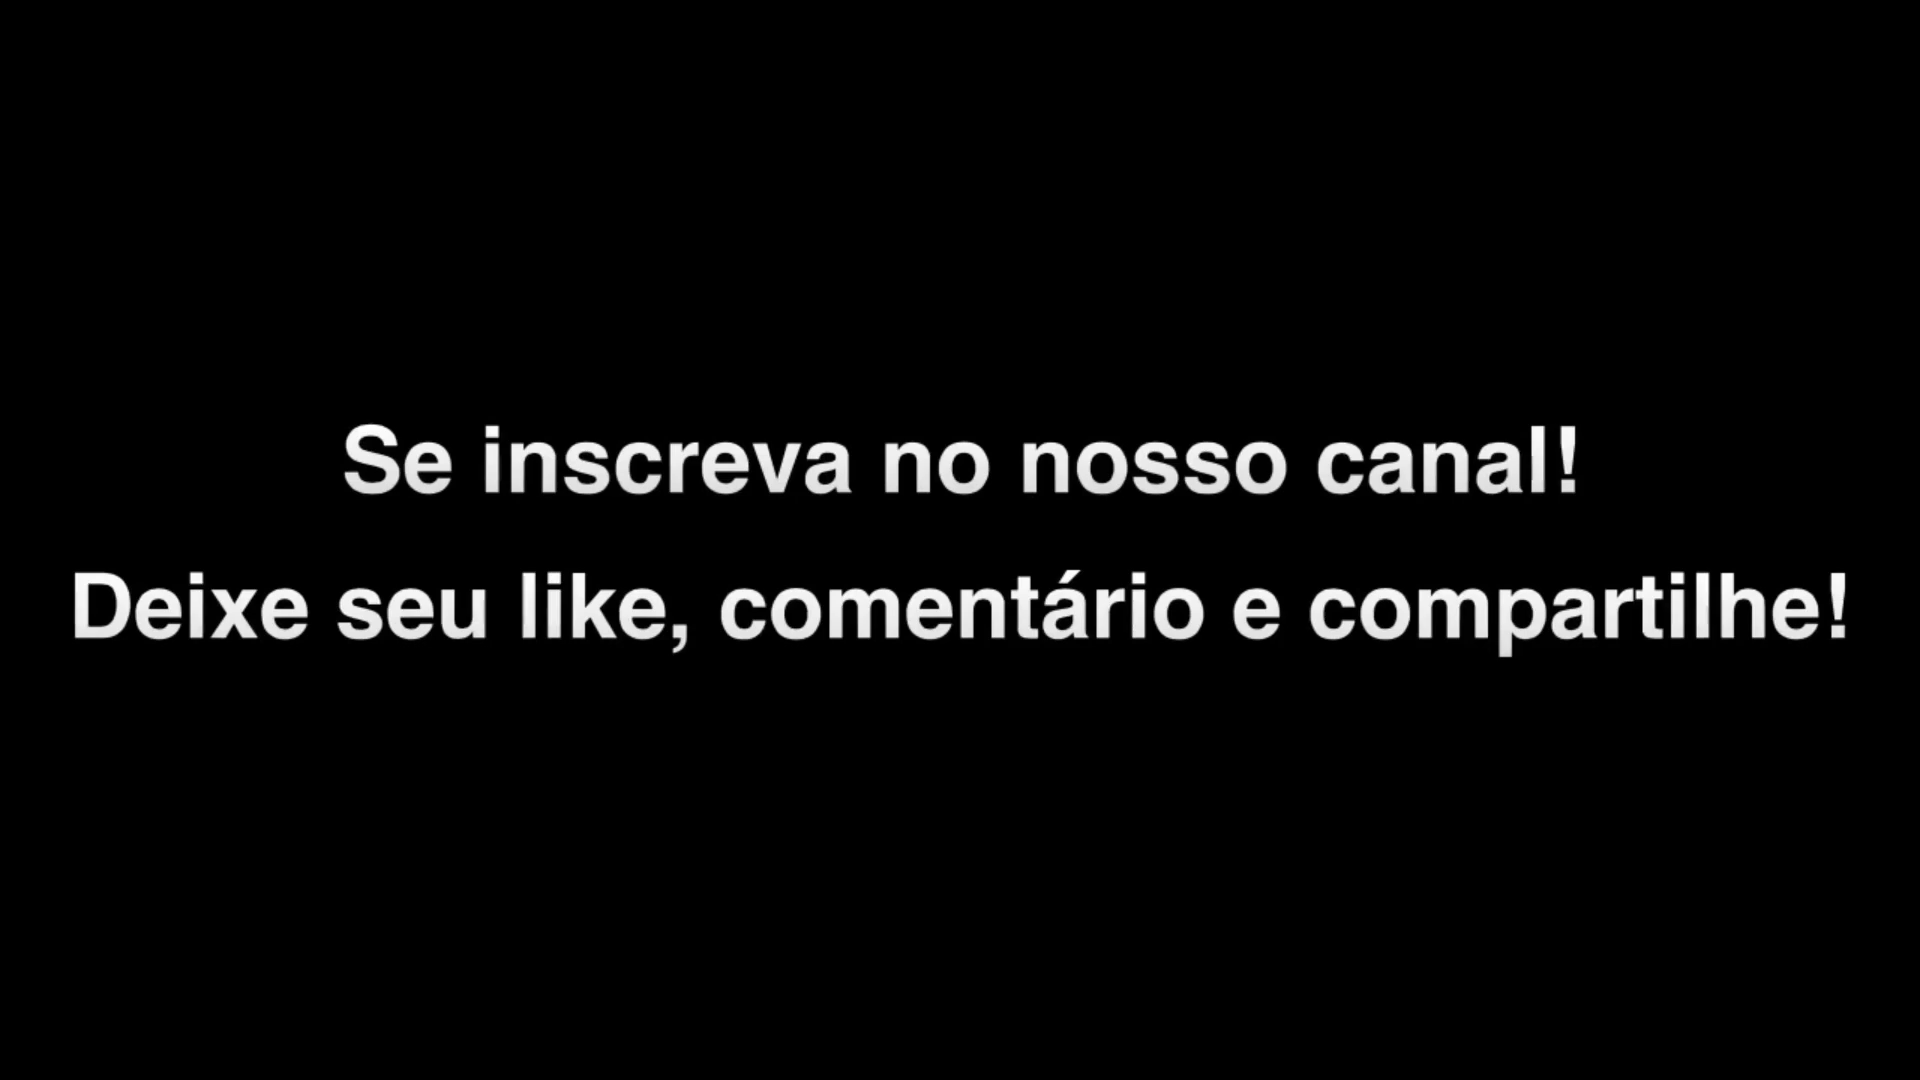 Se inscreva no nosso canal!
Deixe seu like, comentário e compartilhe!